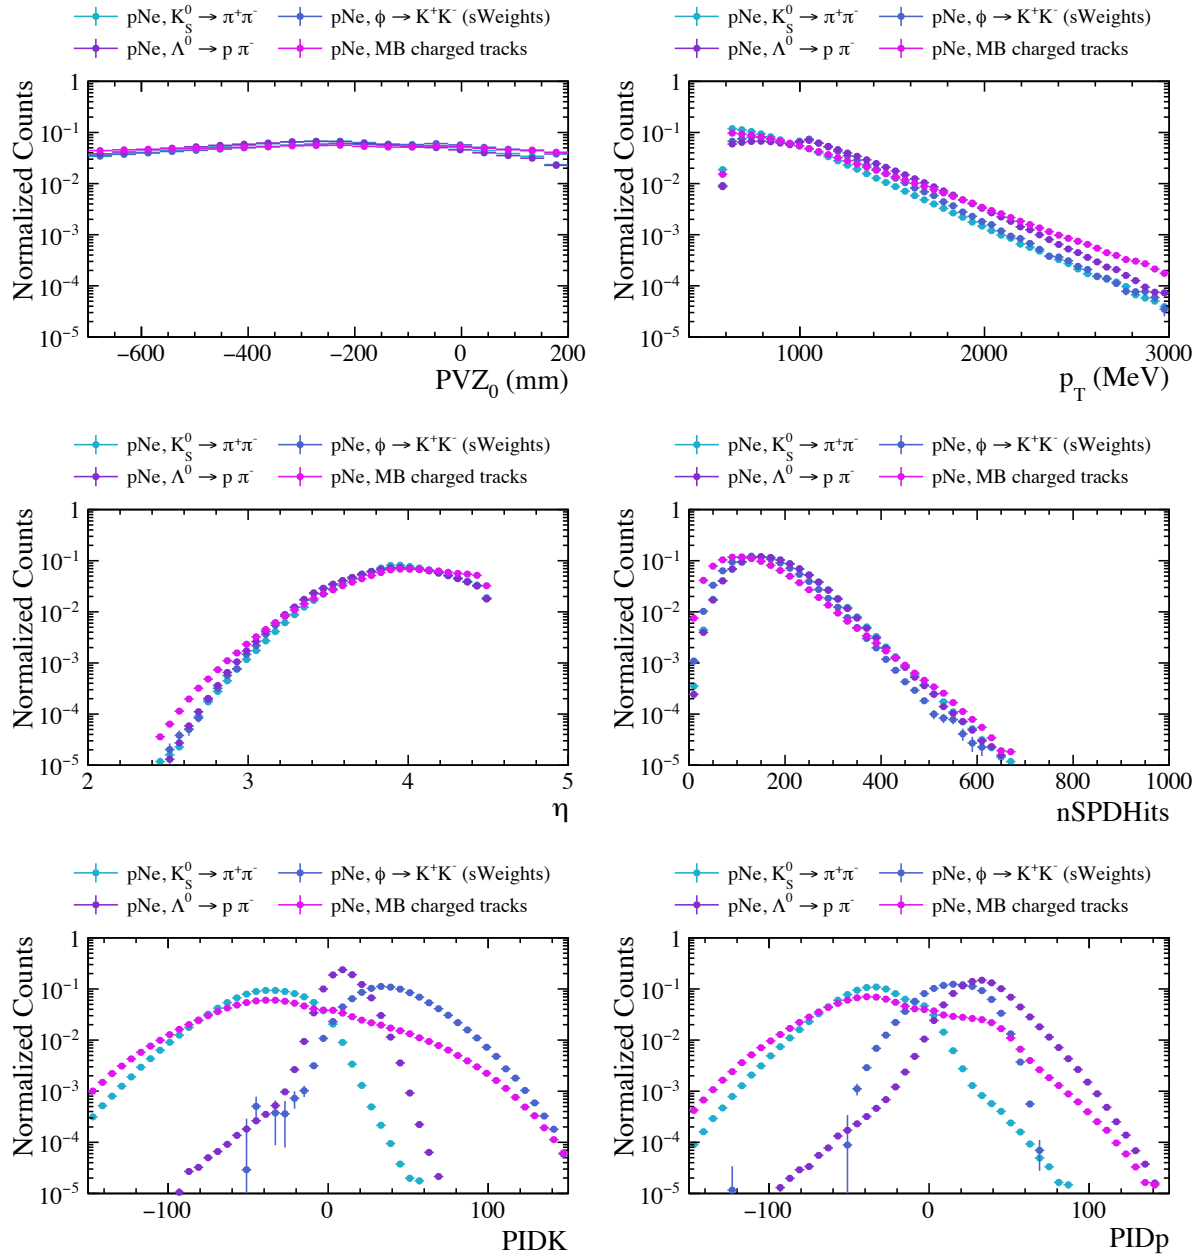 pNe, K⁰_S → π⁺π⁻ pNe, φ → K⁺K⁻ (sWeights)
pNe, Λ⁰ → p π⁻ pNe, MB charged tracks
Normalized Counts
1
10⁻¹
10⁻²
10⁻³
10⁻⁴
10⁻⁵
−600 −400 −200 0 200
PVZ₀ (mm)
pNe, K⁰_S → π⁺π⁻ pNe, φ → K⁺K⁻ (sWeights)
pNe, Λ⁰ → p π⁻ pNe, MB charged tracks
Normalized Counts
1
10⁻¹
10⁻²
10⁻³
10⁻⁴
10⁻⁵
1000 2000 3000
p_T (MeV)
pNe, K⁰_S → π⁺π⁻ pNe, φ → K⁺K⁻ (sWeights)
pNe, Λ⁰ → p π⁻ pNe, MB charged tracks
Normalized Counts
1
10⁻¹
10⁻²
10⁻³
10⁻⁴
10⁻⁵
2 3 4 5
η
pNe, K⁰_S → π⁺π⁻ pNe, φ → K⁺K⁻ (sWeights)
pNe, Λ⁰ → p π⁻ pNe, MB charged tracks
Normalized Counts
1
10⁻¹
10⁻²
10⁻³
10⁻⁴
10⁻⁵
0 200 400 600 800 1000
nSPDHits
pNe, K⁰_S → π⁺π⁻ pNe, φ → K⁺K⁻ (sWeights)
pNe, Λ⁰ → p π⁻ pNe, MB charged tracks
Normalized Counts
1
10⁻¹
10⁻²
10⁻³
10⁻⁴
10⁻⁵
−100 0 100
PIDK
pNe, K⁰_S → π⁺π⁻ pNe, φ → K⁺K⁻ (sWeights)
pNe, Λ⁰ → p π⁻ pNe, MB charged tracks
Normalized Counts
1
10⁻¹
10⁻²
10⁻³
10⁻⁴
10⁻⁵
−100 0 100
PIDp